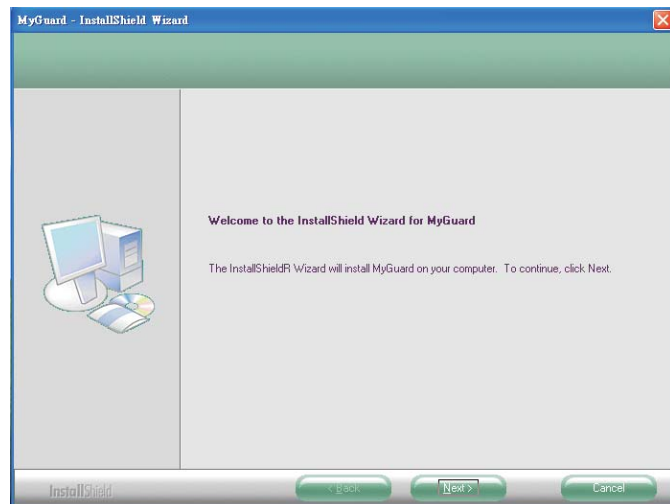 MyGuard - InstallShield Wizard
Welcome to the InstallShield Wizard for MyGuard
The InstallShieldR Wizard will install MyGuard on your computer. To continue, click Next.
InstallShield
< Back
Next >
Cancel